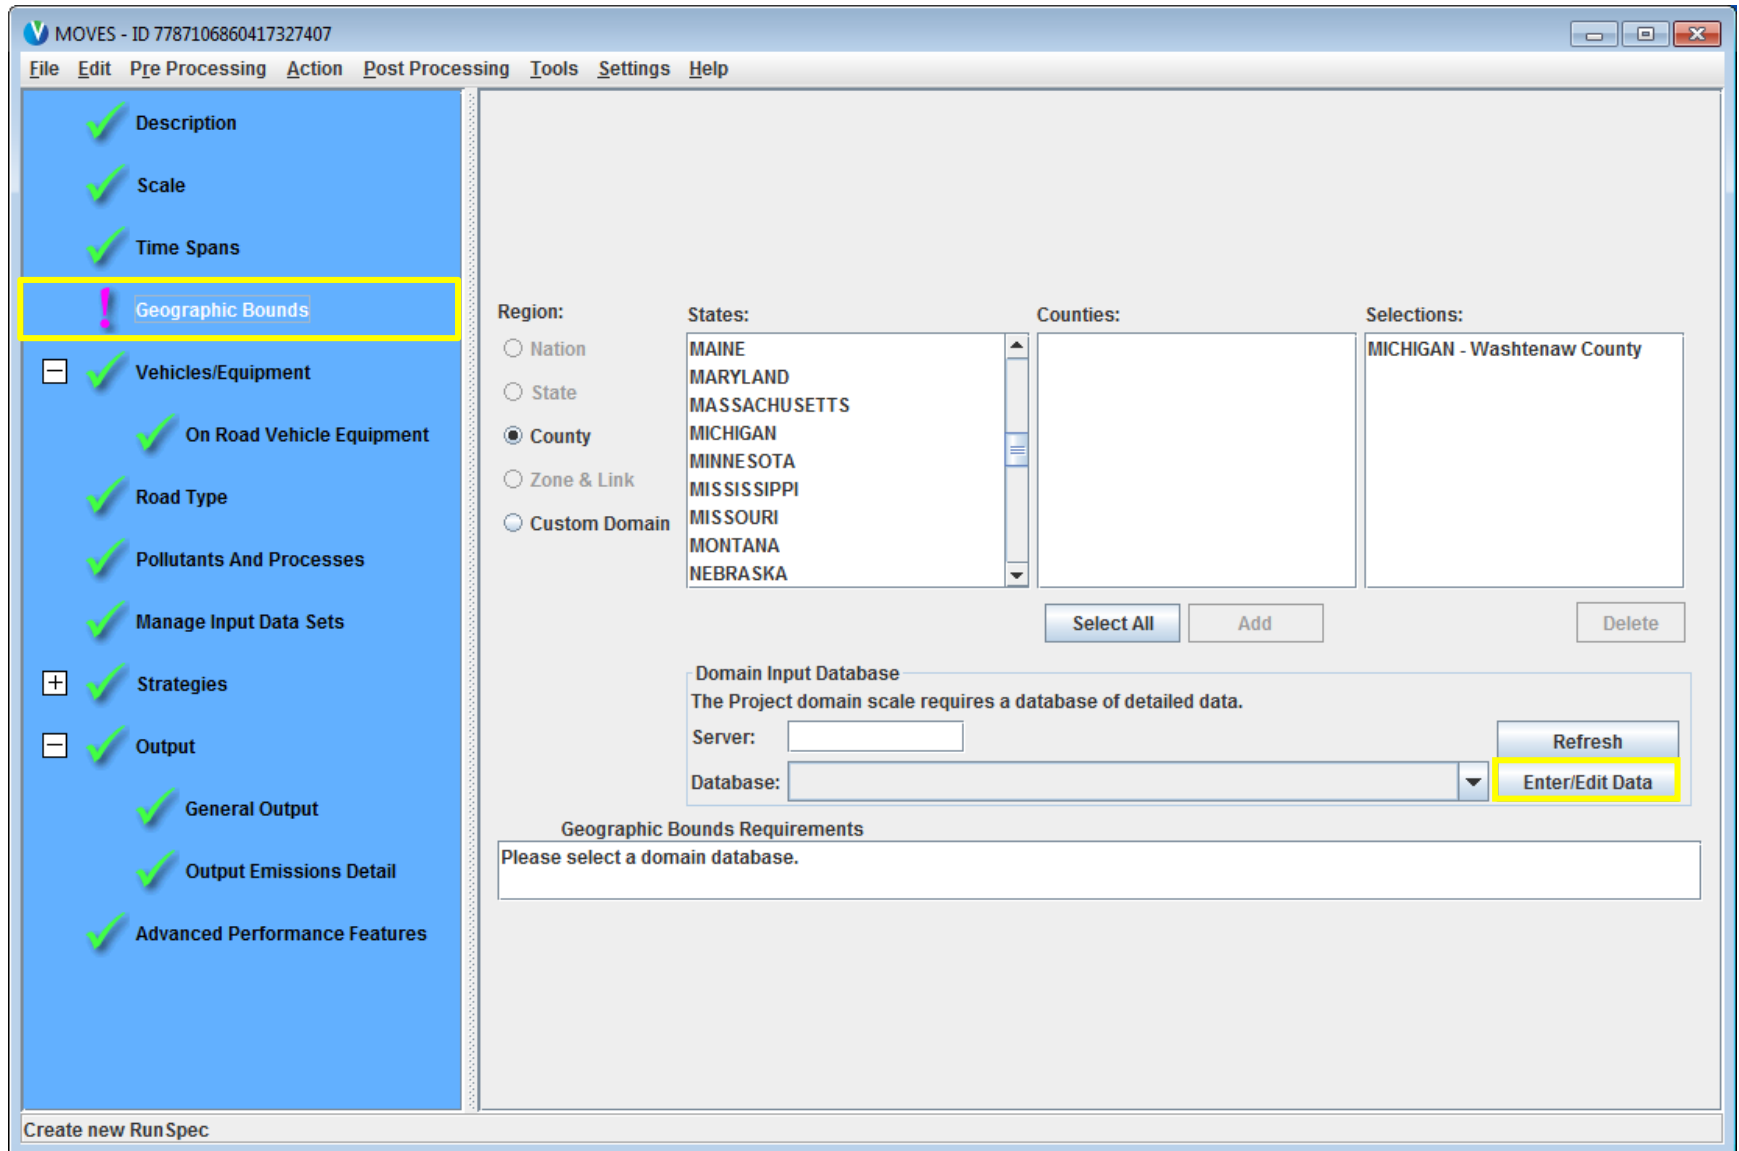 MOVES - ID 7787106860417327407
File Edit Pre Processing Action Post Processing Tools Settings Help
Description
Scale
Time Spans
Geographic Bounds
Vehicles/Equipment
On Road Vehicle Equipment
Road Type
Pollutants And Processes
Manage Input Data Sets
Strategies
Output
General Output
Output Emissions Detail
Advanced Performance Features
Region:
Nation
State
County
Zone & Link
Custom Domain
States:
MAINE
MARYLAND
MASSACHUSETTS
MICHIGAN
MINNESOTA
MISSISSIPPI
MISSOURI
MONTANA
NEBRASKA
Counties:
Selections:
MICHIGAN - Washtenaw County
Select All
Add
Delete
Domain Input Database
The Project domain scale requires a database of detailed data.
Server:
Refresh
Database:
Enter/Edit Data
Geographic Bounds Requirements
Please select a domain database.
Create new RunSpec